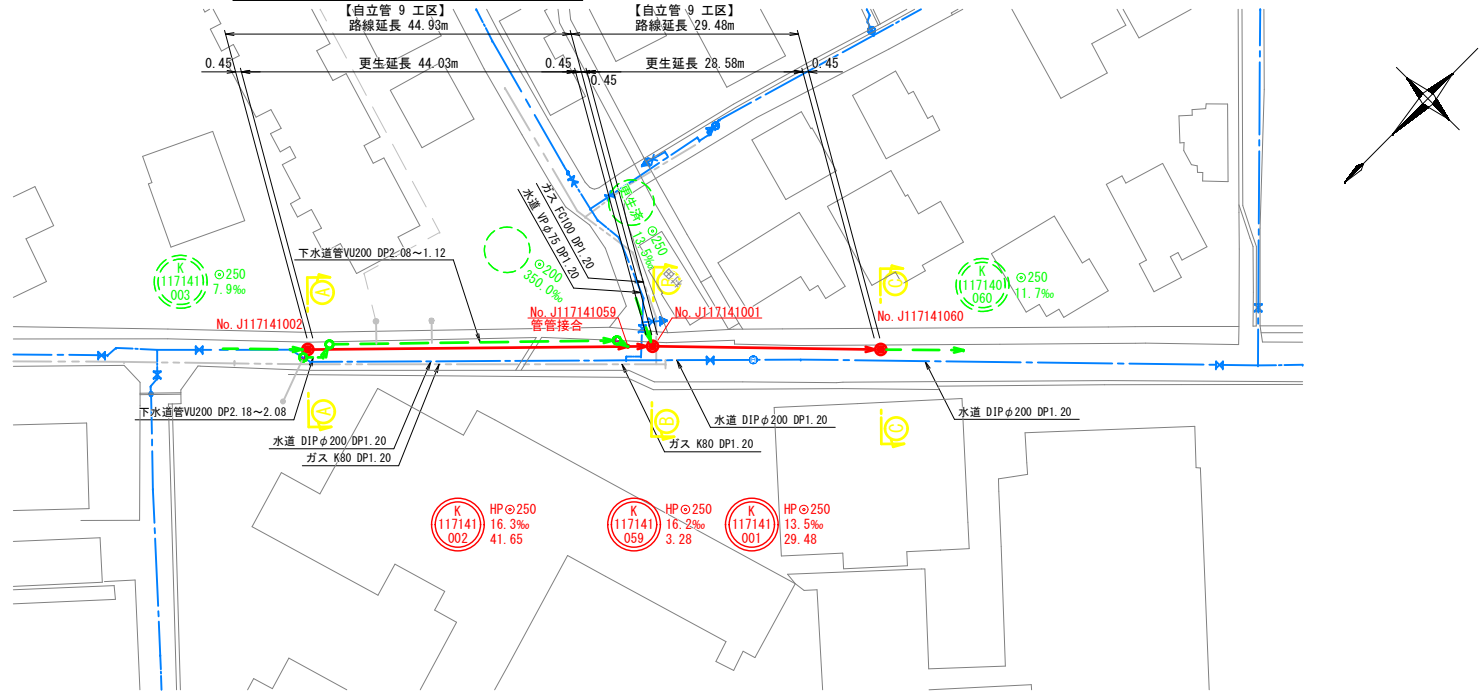 【自立管 9 工区】
路線延長 44.93m
【自立管 9 工区】
路線延長 29.48m
0.45
更生延長 44.03m
0.45
0.45
更生延長 28.58m
0.45
ガス FC100 DP1.20
水道 VPφ75 DP1.20
更生済
◎250
13.5‰
下水道管VU200 DP2.08～1.12
K
117141
003
◎250
7.9‰
◎200
350.0‰
A
B
C
K
117140
060
◎250
11.7‰
No. J117141002
No. J117141059
管管接合
No. J117141001
No. J117141060
下水道管VU200 DP2.18～2.08
A
B
C
水道 DIPφ200 DP1.20
ガス K80 DP1.20
水道 DIPφ200 DP1.20
ガス K80 DP1.20
水道 DIPφ200 DP1.20
K
117141
002
HP◎250
16.3‰
41.65
K
117141
059
HP◎250
16.2‰
3.28
K
117141
001
HP◎250
13.5‰
29.48